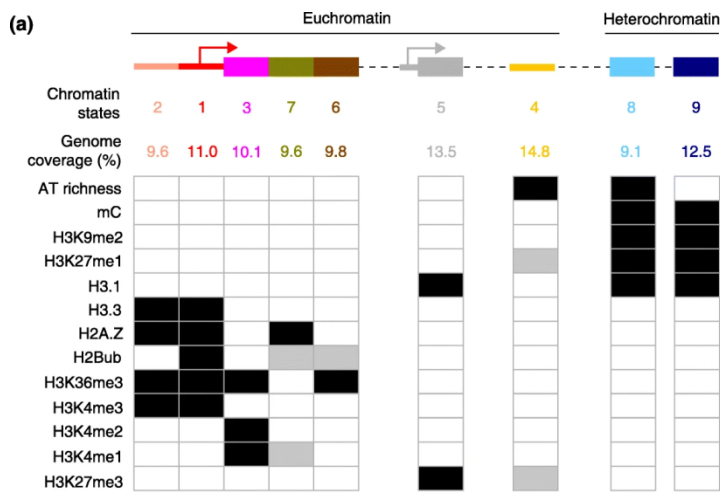 (a)
Euchromatin Heterochromatin
Chromatin states 2 1 3 7 6 5 4 8 9
Genome coverage (%) 9.6 11.0 10.1 9.6 9.8 13.5 14.8 9.1 12.5
AT richness
mC
H3K9me2
H3K27me1
H3.1
H3.3
H2A.Z
H2Bub
H3K36me3
H3K4me3
H3K4me2
H3K4me1
H3K27me3